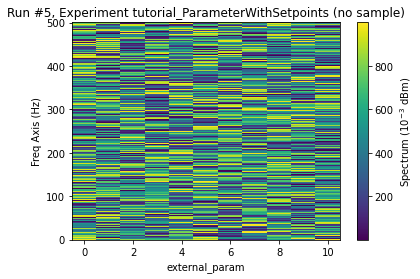 Run #5, Experiment tutorial_ParameterWithSetpoints (no sample)
500
400
300
200
100
0
Freq Axis (Hz)
0 2 4 6 8 10
external_param
800
600
400
200
Spectrum (10⁻³ dBm)